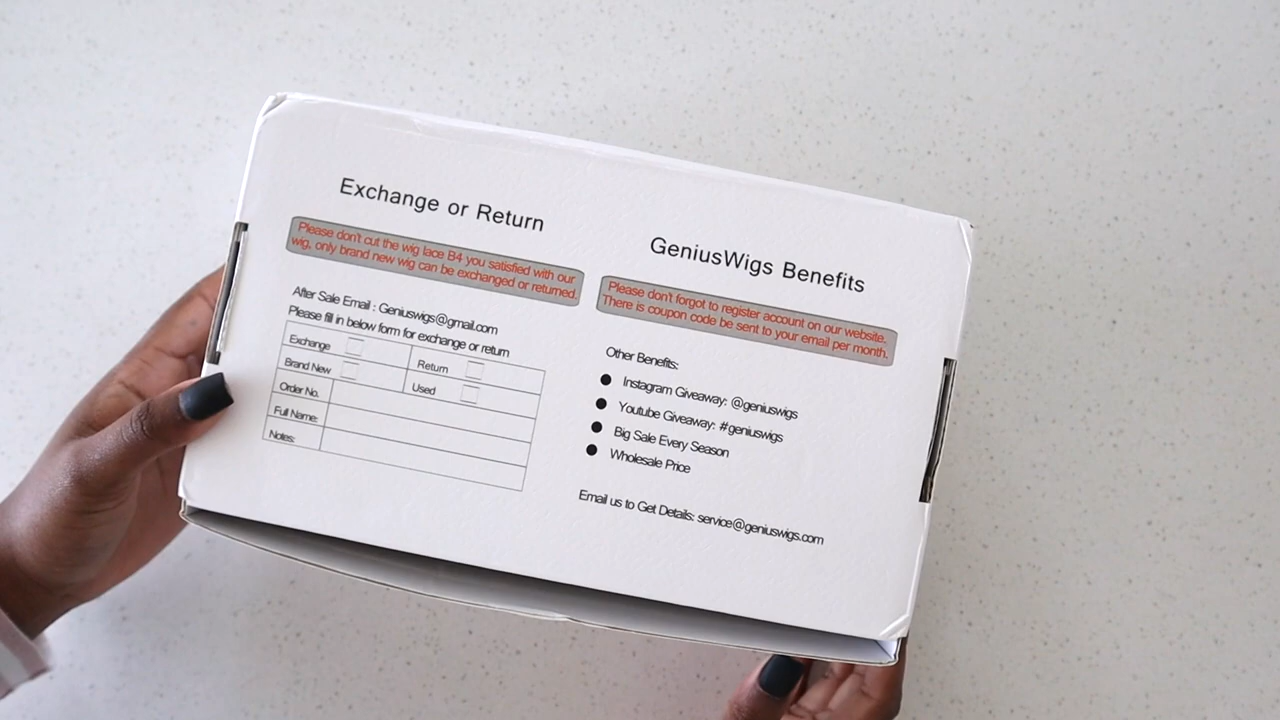 Exchange or Return
Please don't cut the wig lace B4 you satisfied with our
wig, only brand new wig can be exchanged or returned.
After Sale Email : Geniuswigs@gmail.com
Please fill in below form for exchange or return
Exchange
Return
Brand New
Used
Order No.
Full Name:
Notes:
GeniusWigs Benefits
Please don't forgot to register account on our website.
There is coupon code be sent to your email per month.
Other Benefits:
● Instagram Giveaway: @geniuswigs
● Youtube Giveaway: #geniuswigs
● Big Sale Every Season
● Wholesale Price
Email us to Get Details: service@geniuswigs.com